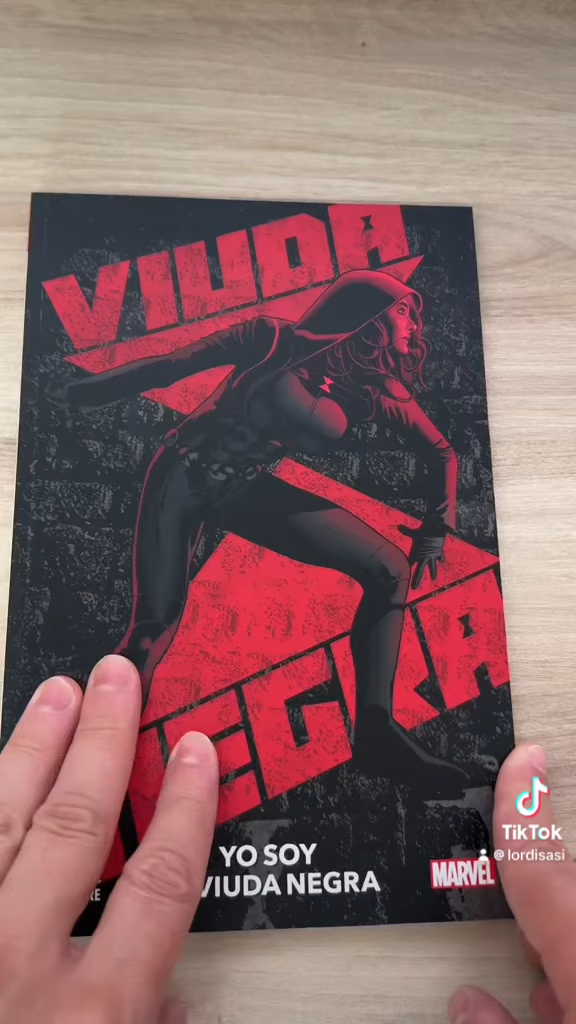 VIUDA
NEGRA
YO SOY
VIUDA NEGRA
MARVEL
TikTok
@ lordisasi